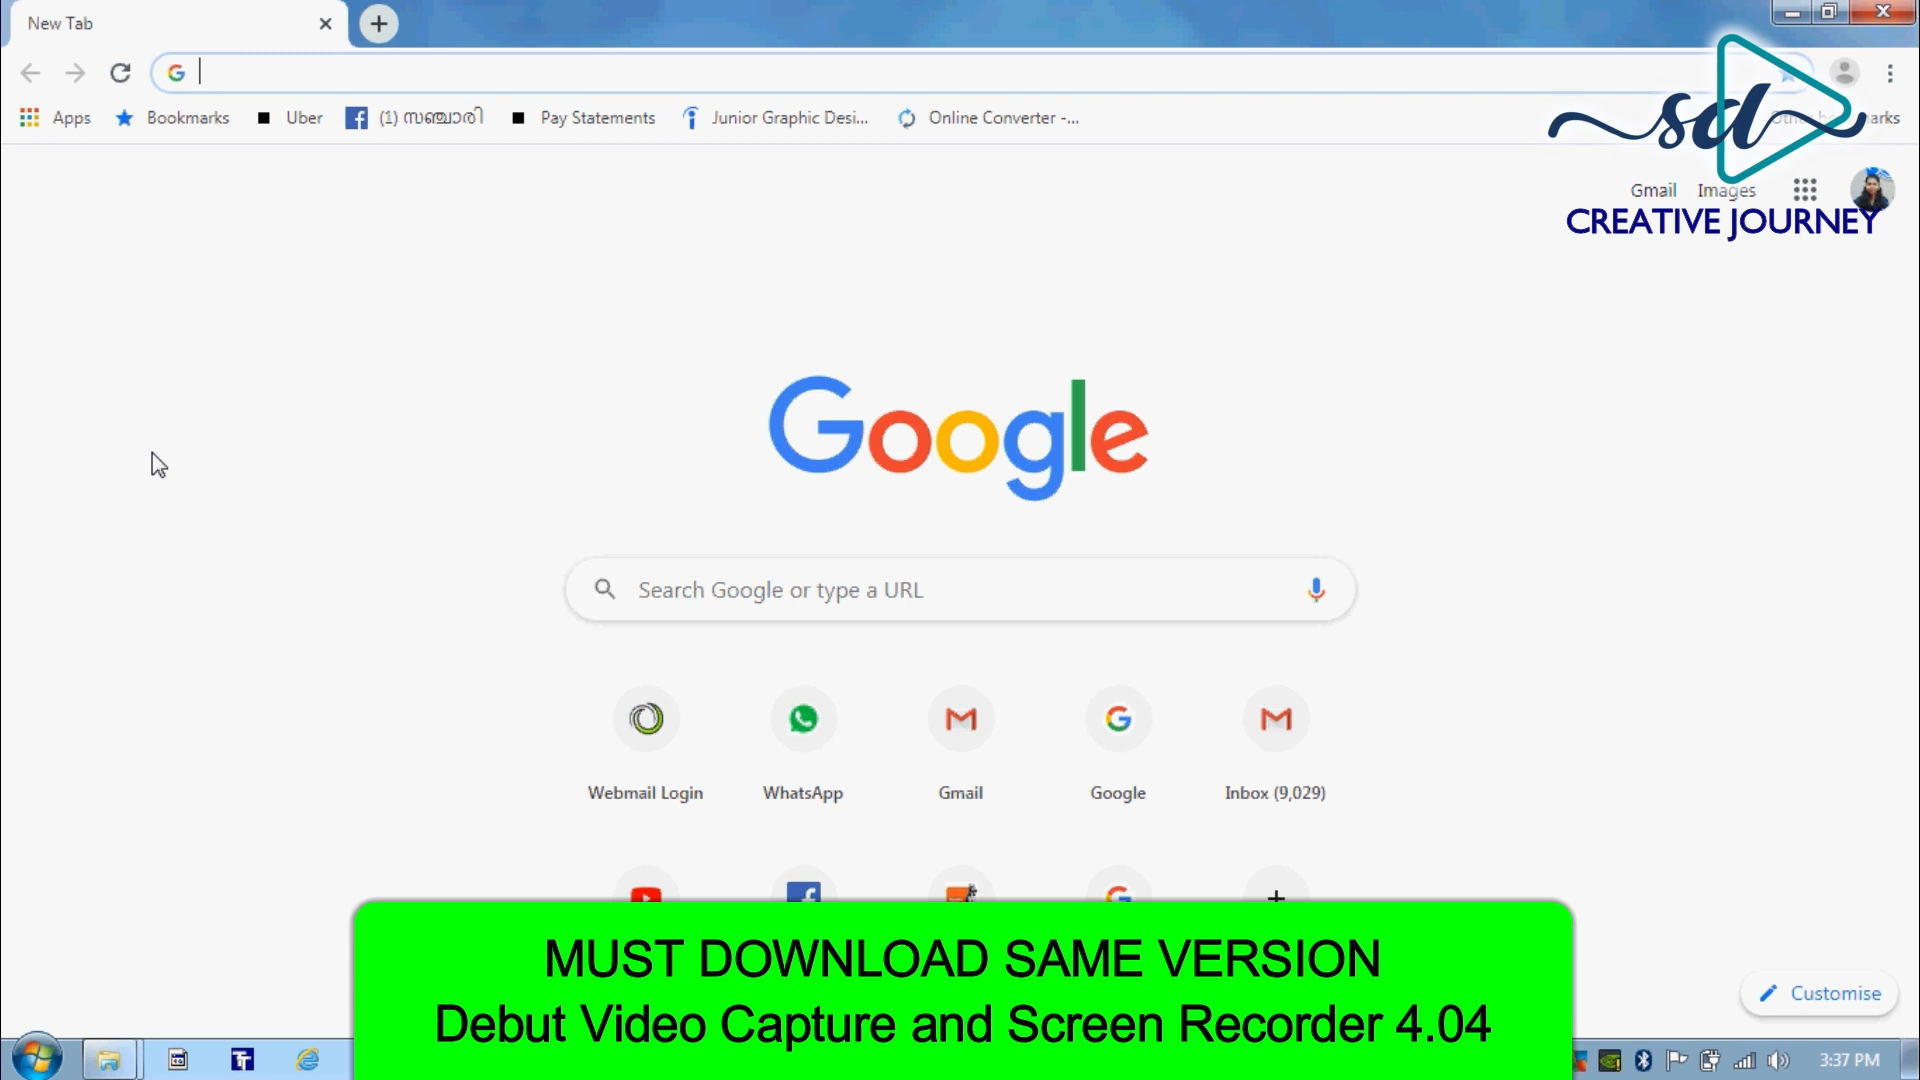 New Tab
Apps
Bookmarks
Uber
(1) സഞ്ചാരി
Pay Statements
Junior Graphic Desi...
Online Converter -...
sd
Gmail
Images
CREATIVE JOURNEY
Google
Search Google or type a URL
Webmail Login
WhatsApp
Gmail
Google
Inbox (9,029)
MUST DOWNLOAD SAME VERSION
Debut Video Capture and Screen Recorder 4.04
Customise
3:37 PM